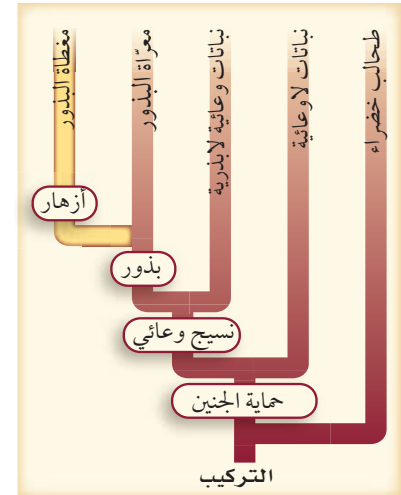 طحالب خضراء
نباتات لاوعائية
نباتات وعائية لابذرية
معرّاة البذور
مغطاة البذور
أزهار
بذور
نسيج وعائي
حماية الجنين
التركيب